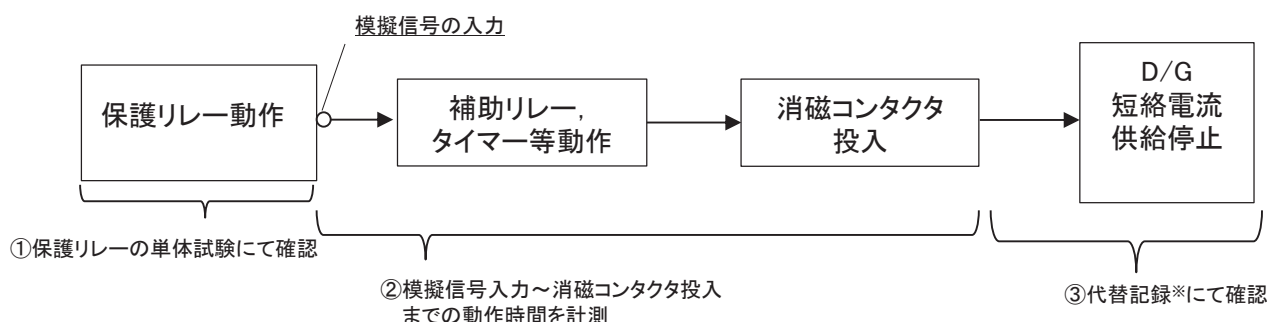 模擬信号の入力
保護リレー動作
補助リレー,
タイマー等動作
消磁コンタクタ
投入
D/G
短絡電流
供給停止
①保護リレーの単体試験にて確認
②模擬信号入力~消磁コンタクタ投入
までの動作時間を計測
③代替記録※にて確認